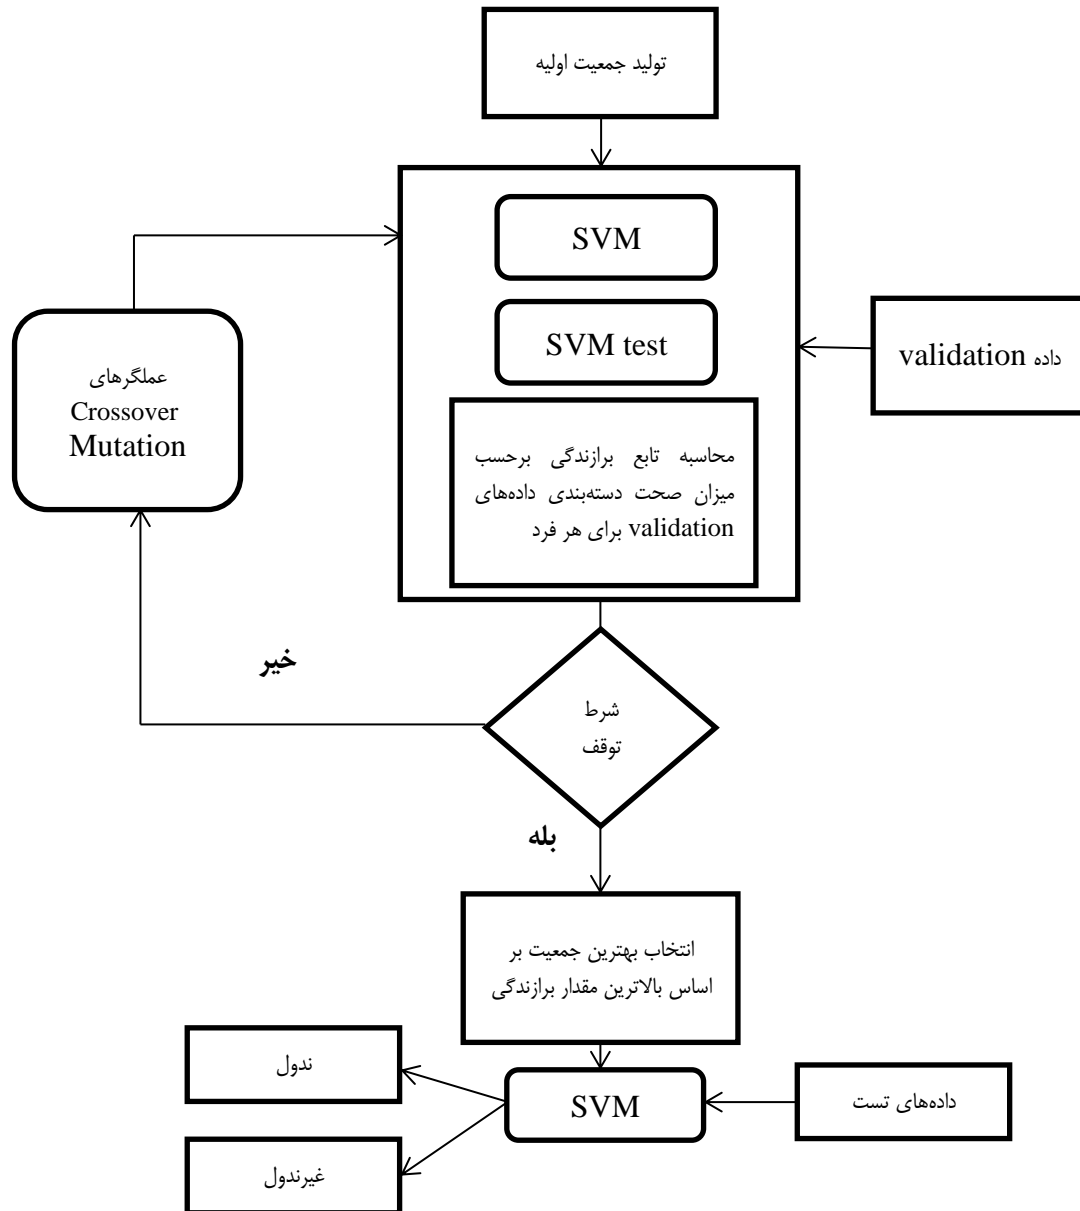 تولید جمعیت اولیه
SVM
SVM test
داده validation
عملگرهای
Crossover
Mutation
محاسبه تابع برازندگی برحسب
میزان صحت دسته‌بندی داده‌های
validation برای هر فرد
خیر
شرط
توقف
بله
انتخاب بهترین جمعیت بر
اساس بالاترین مقدار برازندگی
ندول
SVM
داده‌های تست
غیرندول